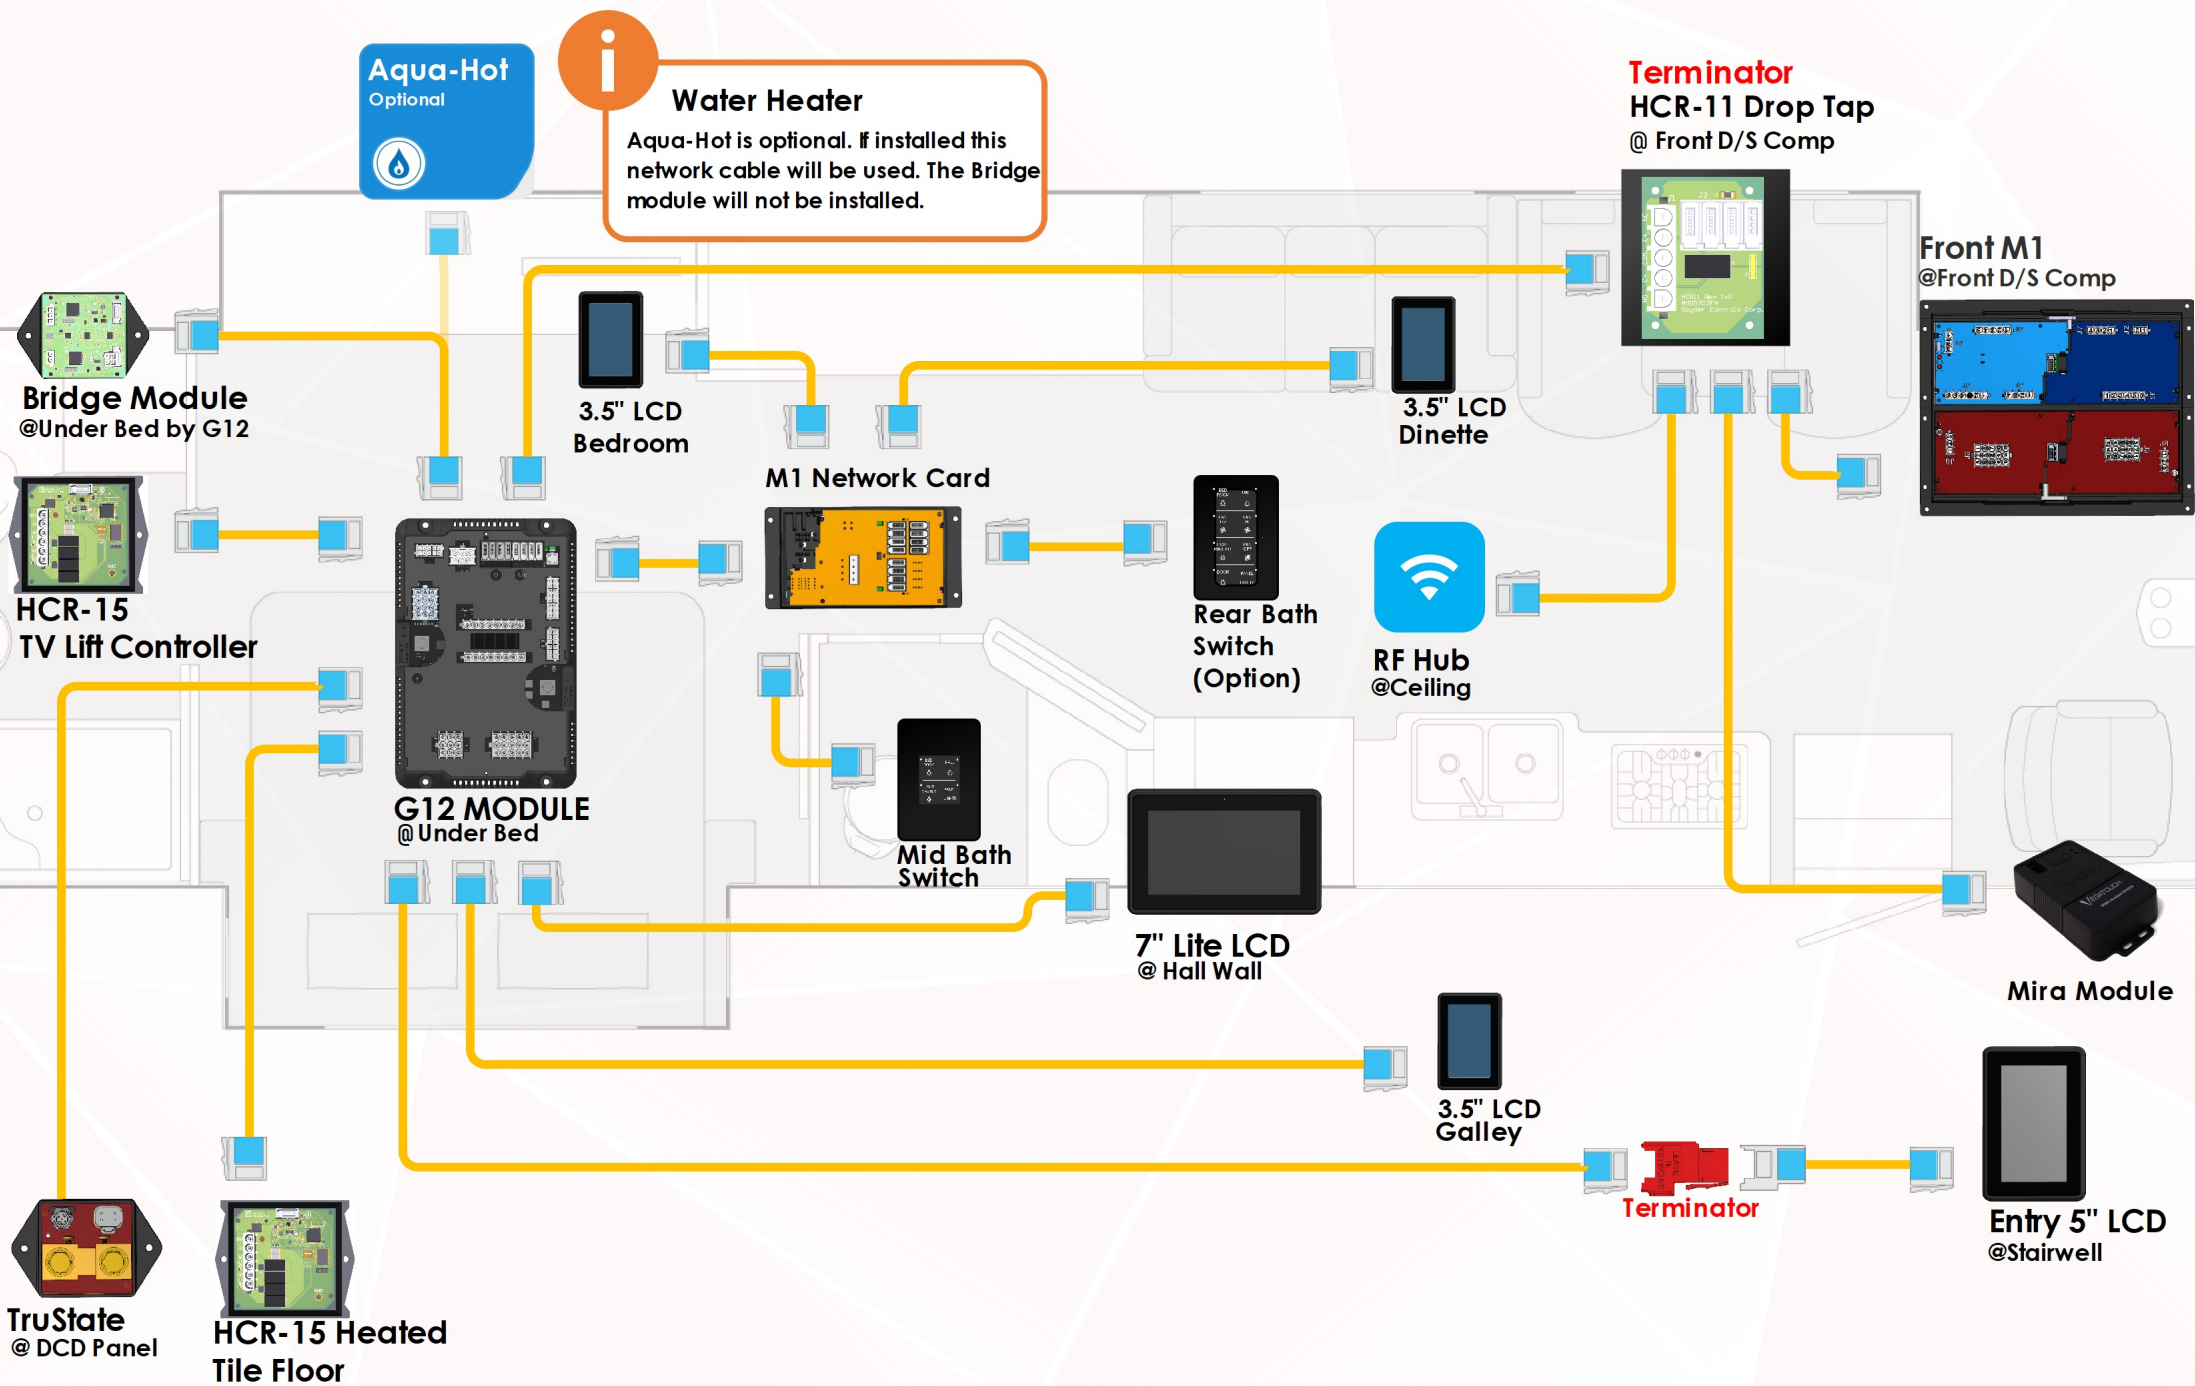 Aqua-Hot
Optional
Water Heater
Aqua-Hot is optional. If installed this
network cable will be used. The Bridge
module will not be installed.
Terminator
HCR-11 Drop Tap
@ Front D/S Comp
Front M1
@Front D/S Comp
Bridge Module
@Under Bed by G12
3.5" LCD
Bedroom
3.5" LCD
Dinette
M1 Network Card
HCR-15
TV Lift Controller
Rear Bath
Switch
(Option)
RF Hub
@Ceiling
G12 MODULE
@Under Bed
Mid Bath
Switch
7" Lite LCD
@ Hall Wall
Mira Module
3.5" LCD
Galley
Terminator
Entry 5" LCD
@Stairwell
TruState
@ DCD Panel
HCR-15 Heated
Tile Floor